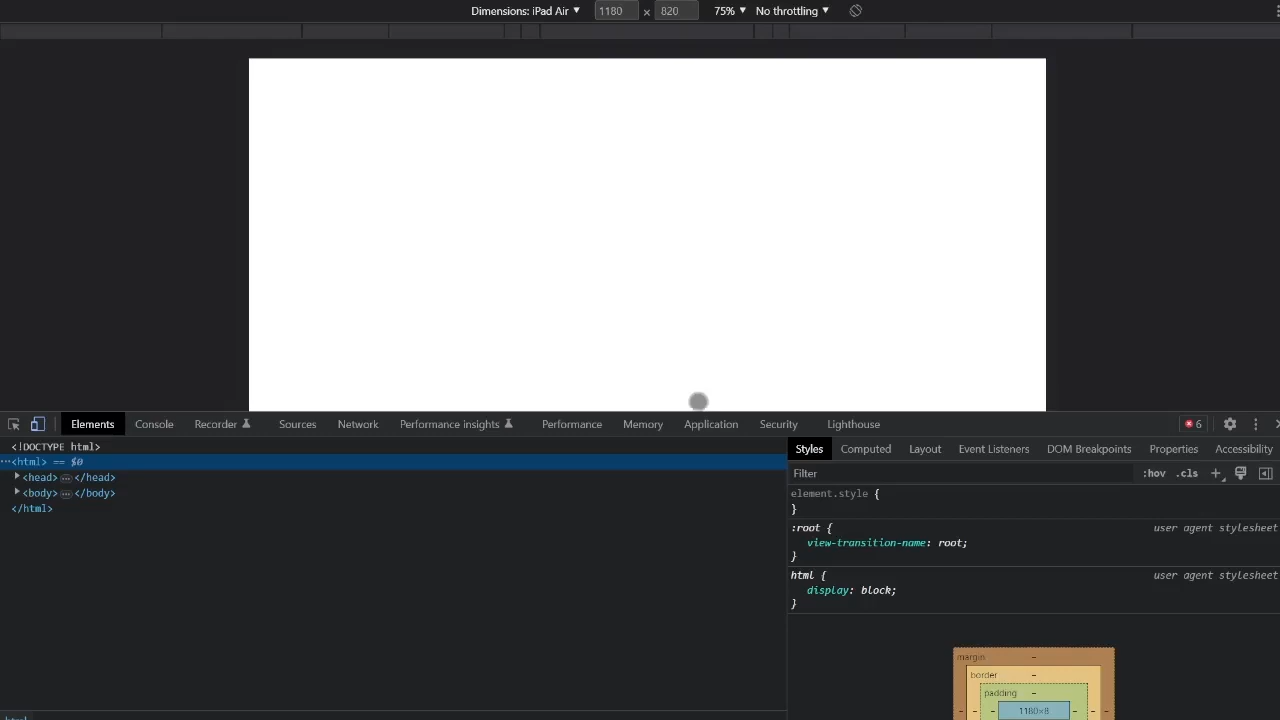 Dimensions: iPad Air ▼ 1180 × 820 75% ▼ No throttling ▼
Elements Console Recorder Sources Network Performance insights Performance Memory Application Security Lighthouse 6
<!DOCTYPE html>
<html> == $0
<head> … </head>
<body> … </body>
</html>
Styles Computed Layout Event Listeners DOM Breakpoints Properties Accessibility
Filter :hov .cls +
element.style {
}
:root { user agent stylesheet
view-transition-name: root;
}
html { user agent stylesheet
display: block;
}
margin –
border –
padding –
– – – 1180×8 – – –